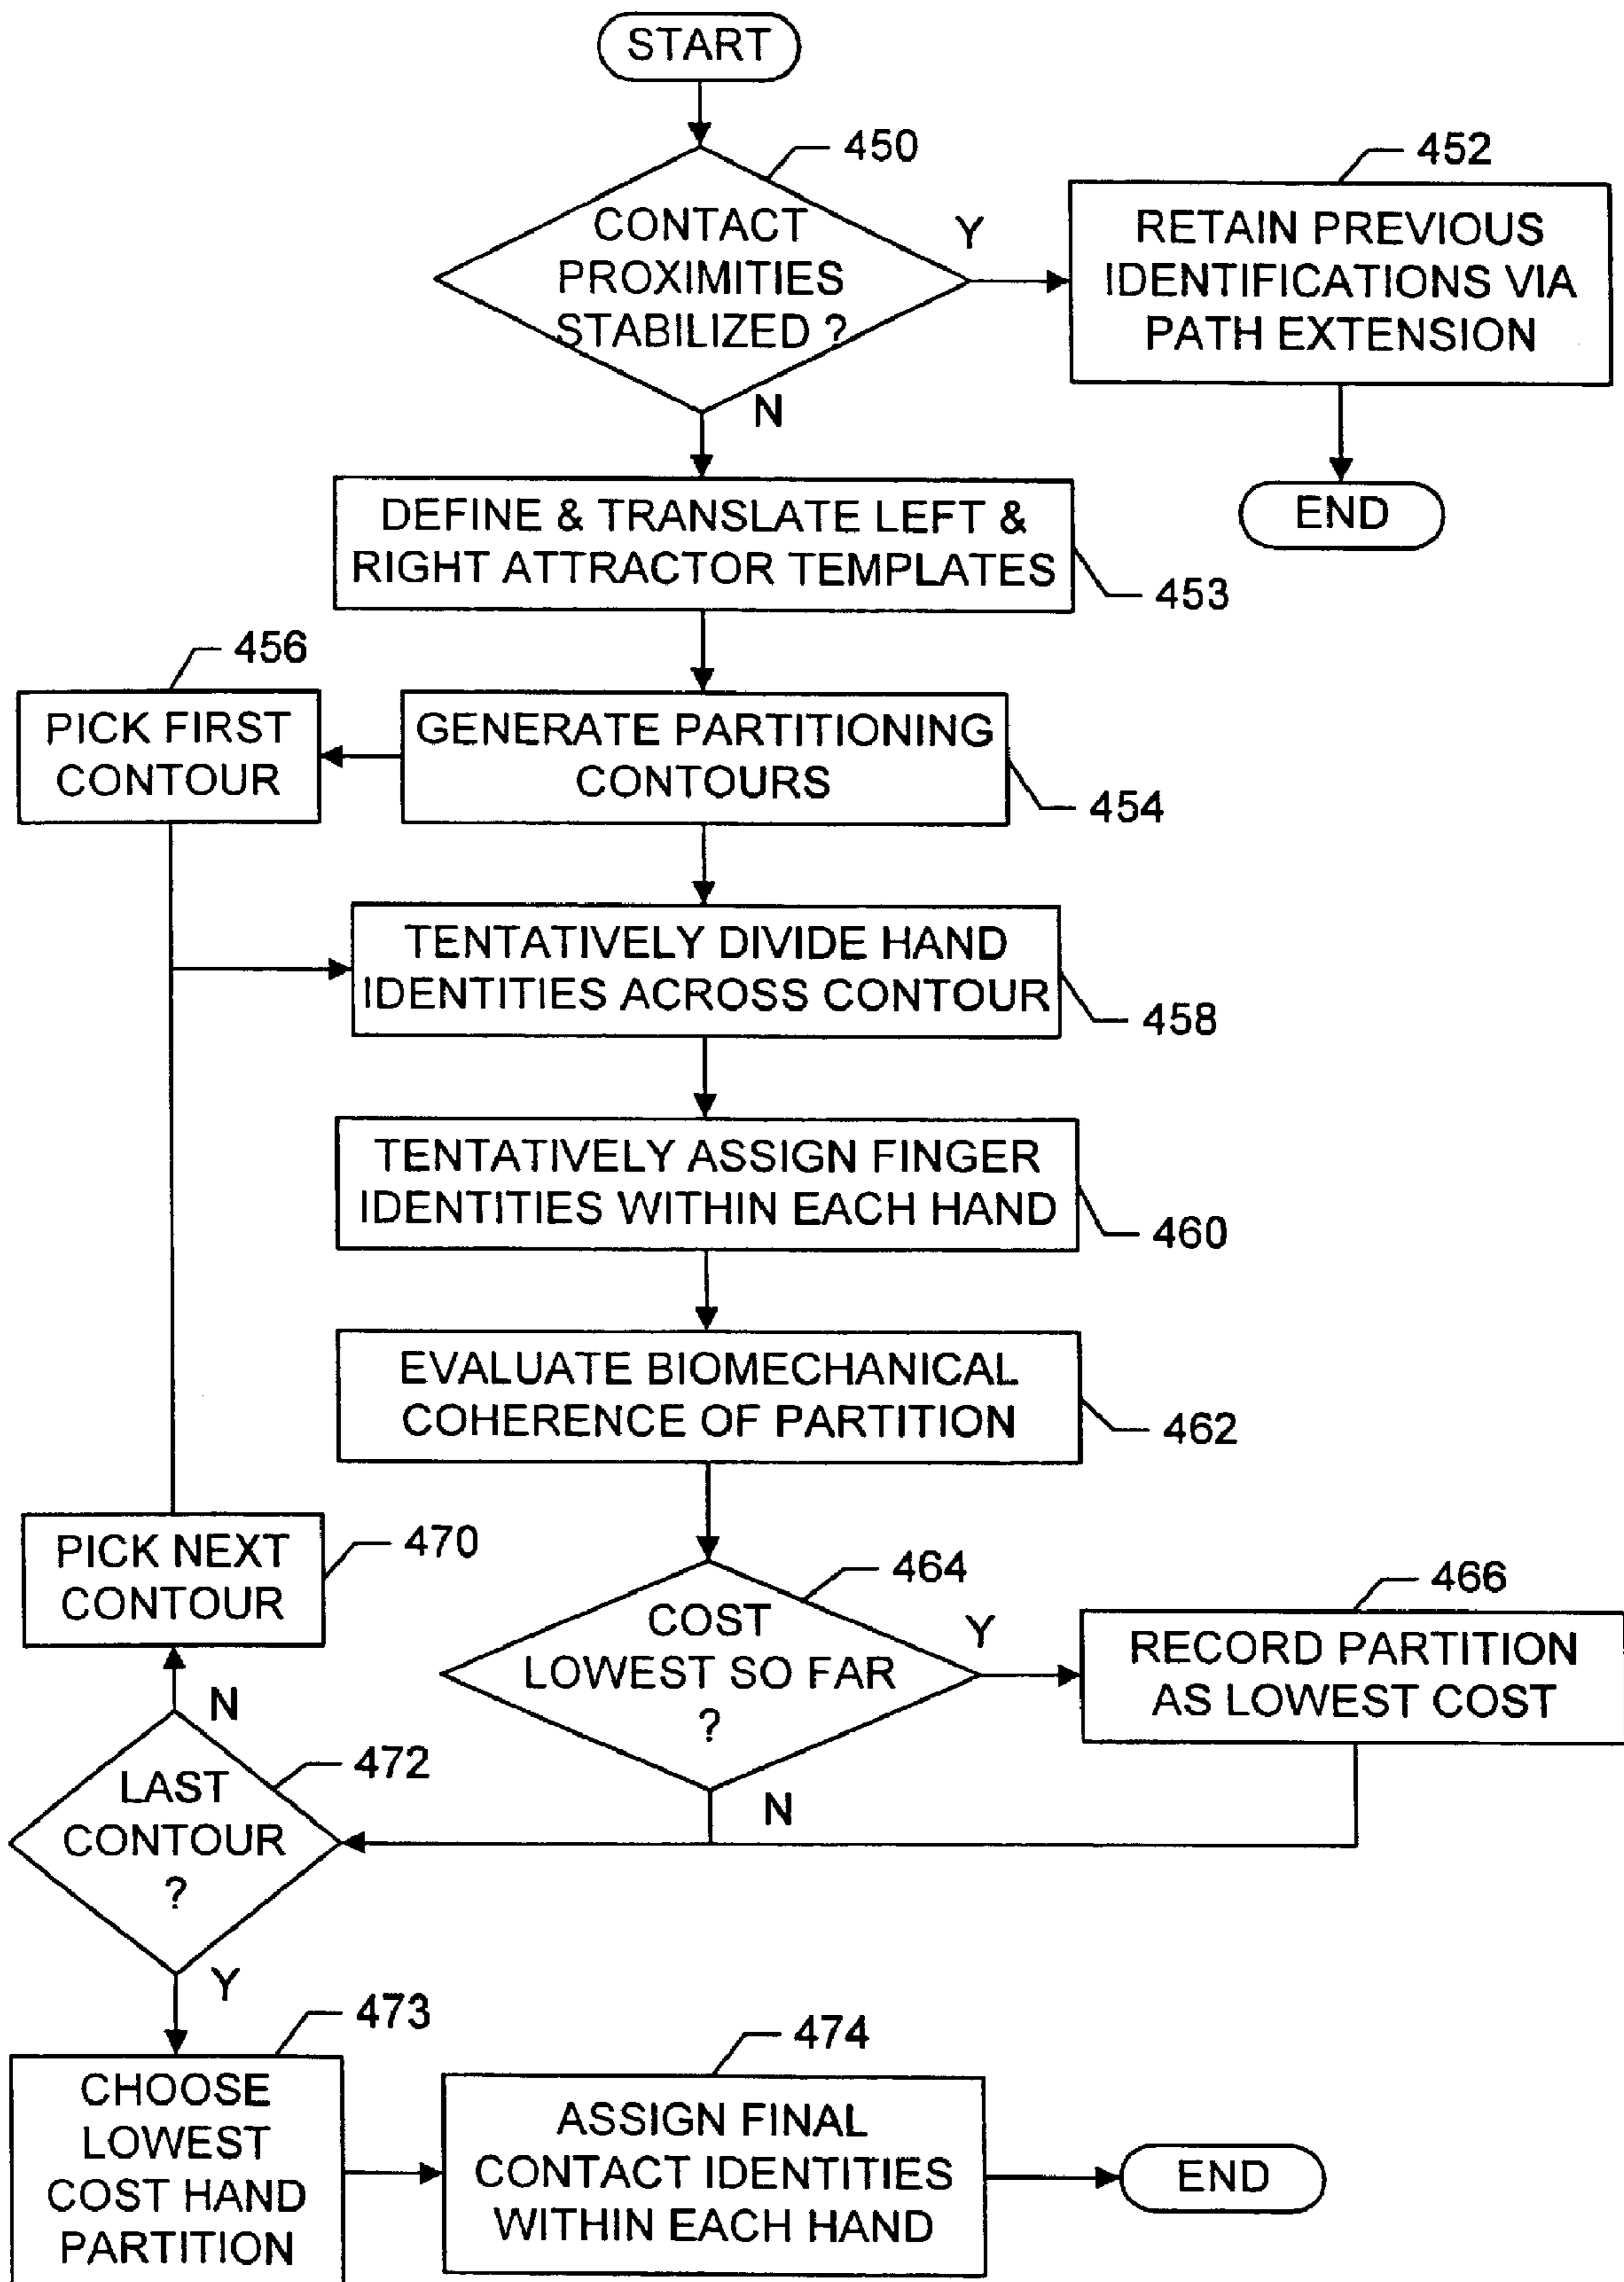 START
450
CONTACT
PROXIMITIES
STABILIZED ?
Y
N
452
RETAIN PREVIOUS
IDENTIFICATIONS VIA
PATH EXTENSION
END
DEFINE & TRANSLATE LEFT &
RIGHT ATTRACTOR TEMPLATES
453
456
PICK FIRST
CONTOUR
GENERATE PARTITIONING
CONTOURS
454
TENTATIVELY DIVIDE HAND
IDENTITIES ACROSS CONTOUR
458
TENTATIVELY ASSIGN FINGER
IDENTITIES WITHIN EACH HAND
460
EVALUATE BIOMECHANICAL
COHERENCE OF PARTITION
462
PICK NEXT
CONTOUR
470
464
COST
LOWEST SO FAR
?
Y
N
466
RECORD PARTITION
AS LOWEST COST
N
472
LAST
CONTOUR
?
Y
473
CHOOSE
LOWEST
COST HAND
PARTITION
474
ASSIGN FINAL
CONTACT IDENTITIES
WITHIN EACH HAND
END